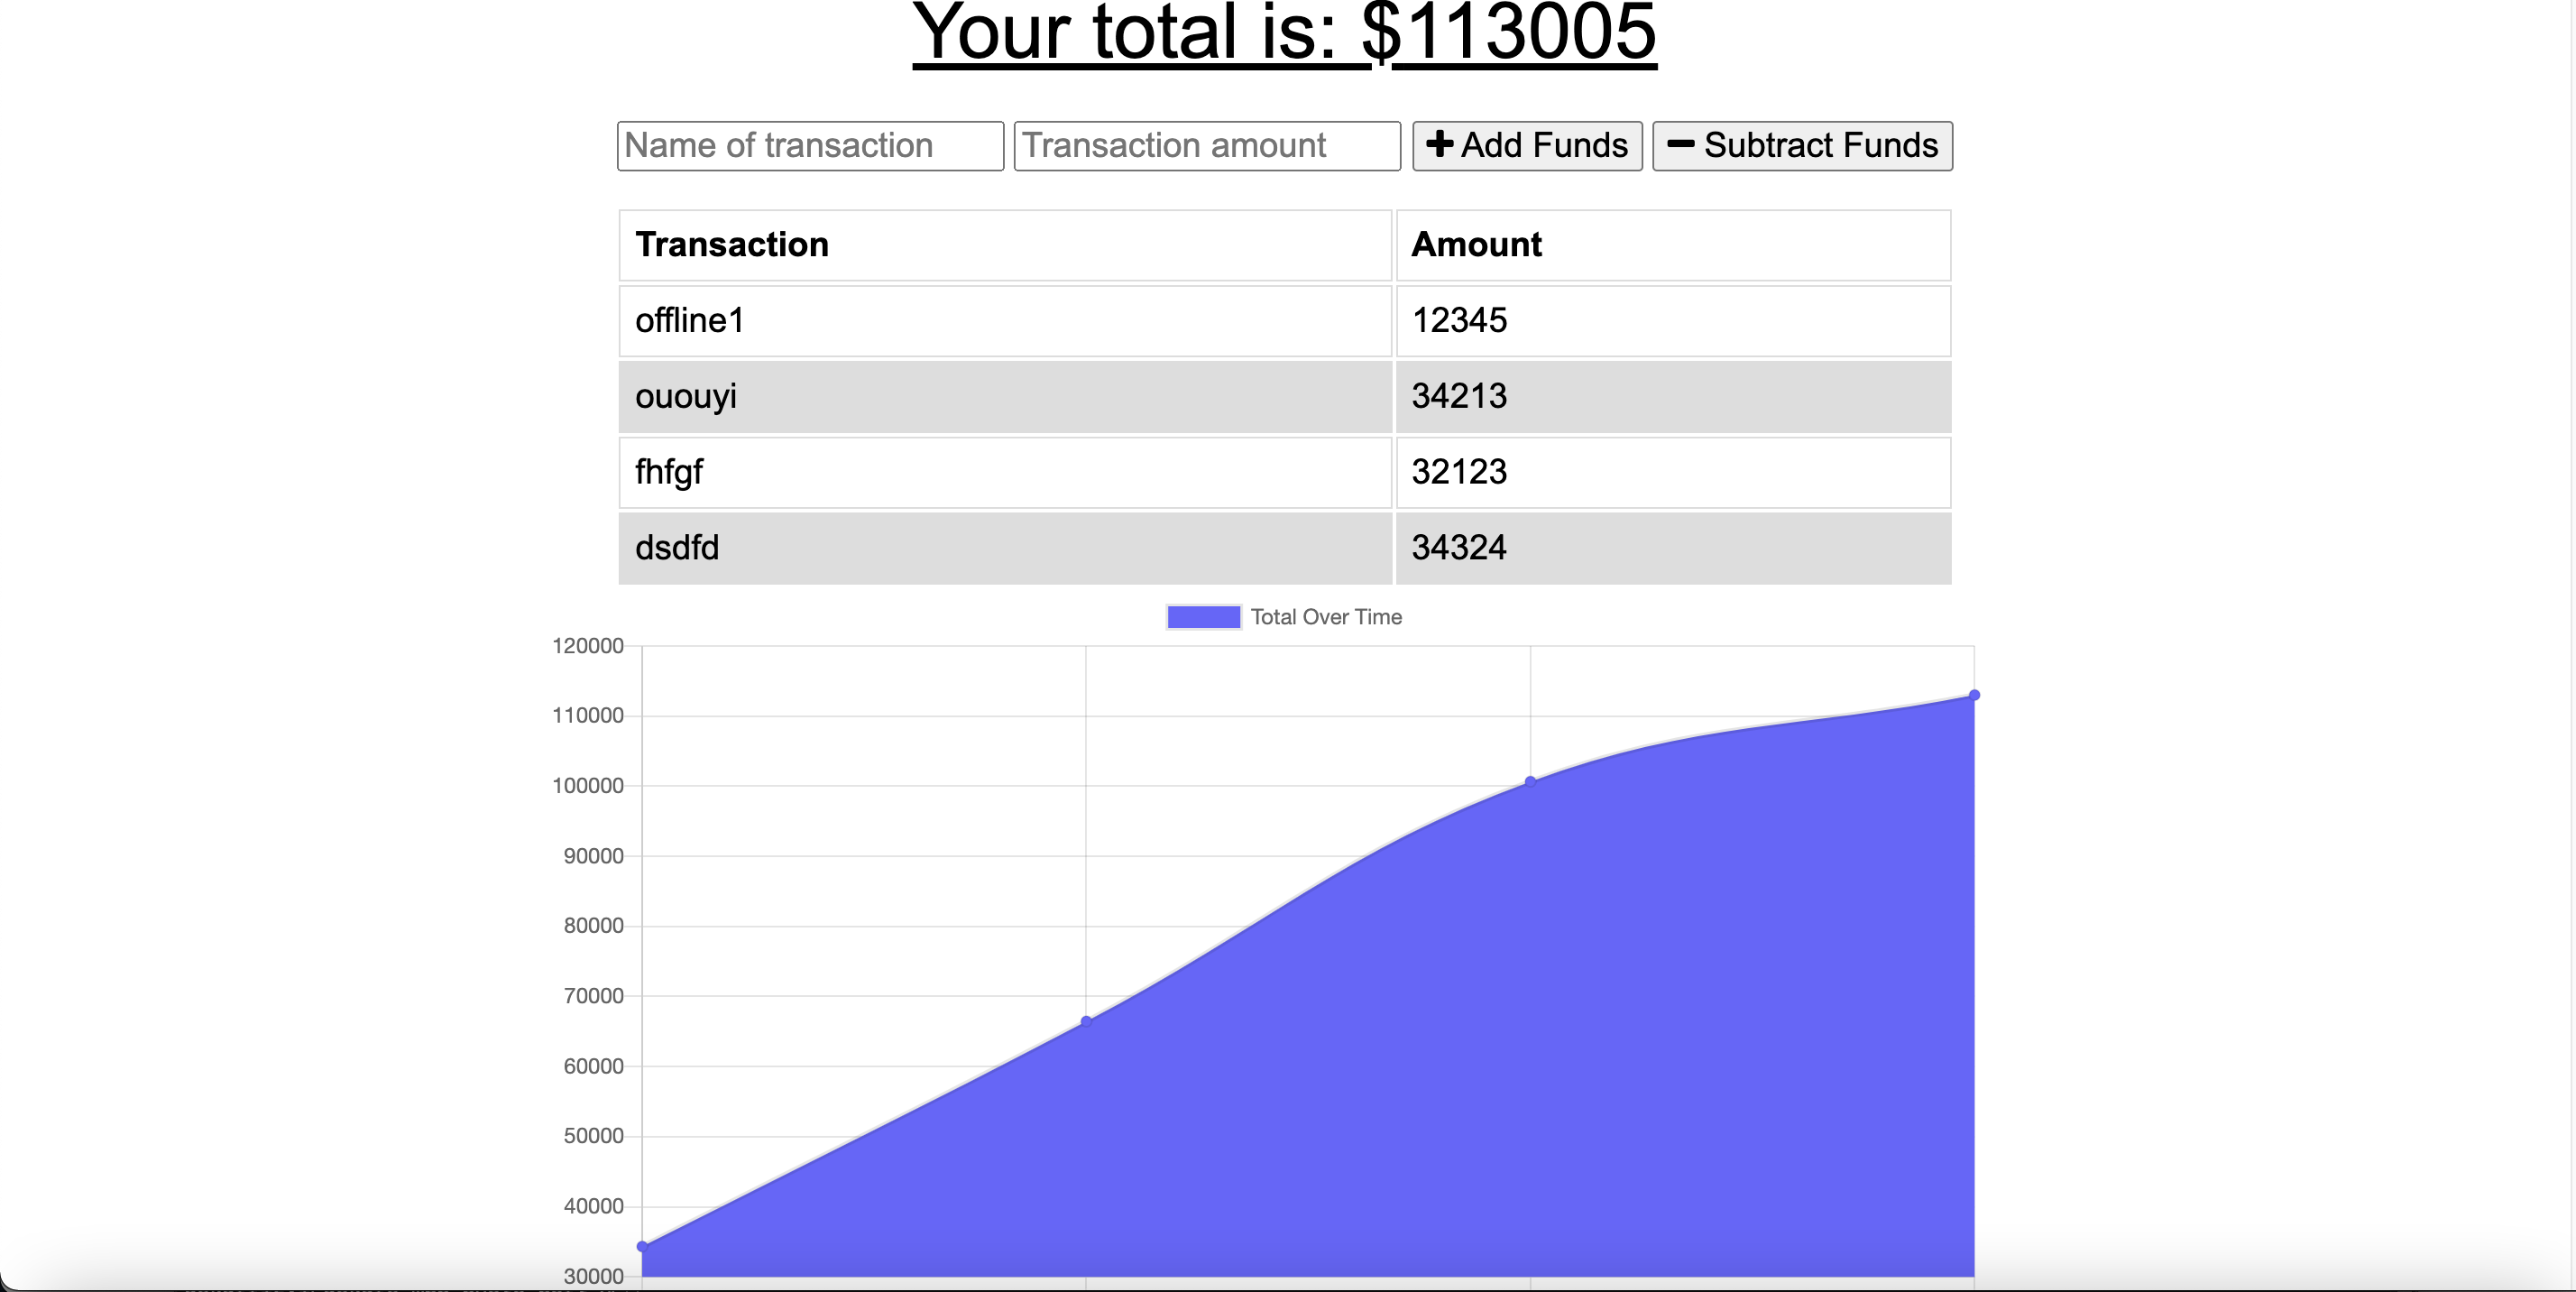 Your total is: $113005
Name of transaction Transaction amount Add Funds Subtract Funds
Transaction Amount
offline1 12345
ououyi 34213
fhfgf 32123
dsdfd 34324
Total Over Time
120000
110000
100000
90000
80000
70000
60000
50000
40000
30000